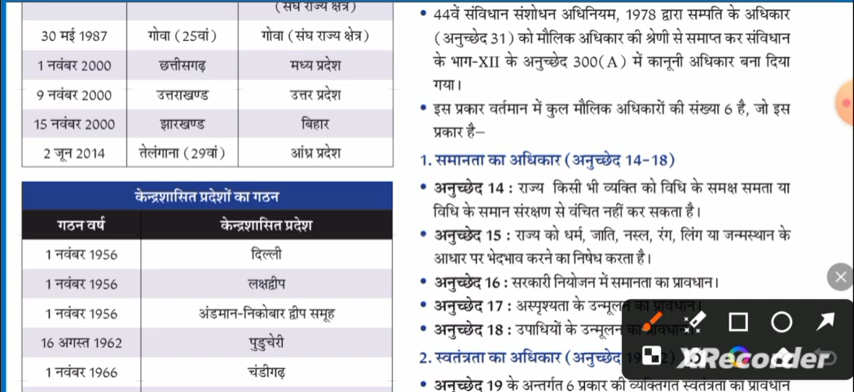 (संघ राज्य क्षेत्र)
30 मई 1987 गोवा (25वां) गोवा (संघ राज्य क्षेत्र)
1 नवंबर 2000 छत्तीसगढ़ मध्य प्रदेश
9 नवंबर 2000 उत्तराखण्ड उत्तर प्रदेश
15 नवंबर 2000 झारखण्ड बिहार
2 जून 2014 तेलंगाना (29वां) आंध्र प्रदेश
केन्द्रशासित प्रदेशों का गठन
गठन वर्ष केन्द्रशासित प्रदेश
1 नवंबर 1956 दिल्ली
1 नवंबर 1956 लक्षद्वीप
1 नवंबर 1956 अंडमान-निकोबार द्वीप समूह
16 अगस्त 1962 पुडुचेरी
1 नवंबर 1966 चंडीगढ़
• 44वें संविधान संशोधन अधिनियम, 1978 द्वारा सम्पति के अधिकार
(अनुच्छेद 31) को मौलिक अधिकार की श्रेणी से समाप्त कर संविधान
के भाग-XII के अनुच्छेद 300(A) में कानूनी अधिकार बना दिया
गया।
• इस प्रकार वर्तमान में कुल मौलिक अधिकारों की संख्या 6 है, जो इस
प्रकार है–
1. समानता का अधिकार (अनुच्छेद 14-18)
• अनुच्छेद 14 : राज्य किसी भी व्यक्ति को विधि के समक्ष समता या
विधि के समान संरक्षण से वंचित नहीं कर सकता है।
• अनुच्छेद 15 : राज्य को धर्म, जाति, नस्ल, रंग, लिंग या जन्मस्थान के
आधार पर भेदभाव करने का निषेध करता है।
• अनुच्छेद 16 : सरकारी नियोजन में समानता का प्रावधान।
• अनुच्छेद 17 : अस्पृश्यता के उन्मूलन का प्रावधान।
• अनुच्छेद 18 : उपाधियों के उन्मूलन का प्रावधान
2. स्वतंत्रता का अधिकार (अनुच्छेद
XRecorder
• अनुच्छेद 19 के अन्तर्गत 6 प्रकार की व्यक्तिगत स्वतंत्रता का प्रावधान